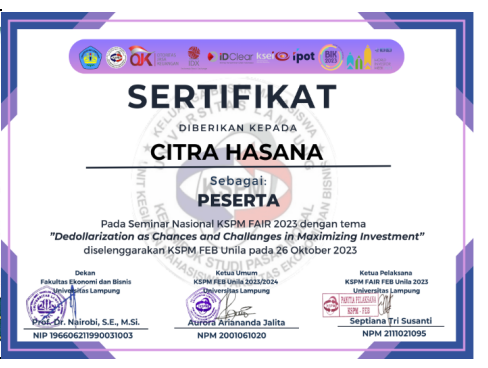 IDClear
ksei
ipot
SERTIFIKAT
DIBERIKAN KEPADA
CITRA HASANA
Sebagai:
PESERTA
Pada Seminar Nasional KSPM FAIR 2023 dengan tema
"Dedollarization as Chances and Challanges in Maximizing Investment"
diselenggarakan KSPM FEB Unila pada 26 Oktober 2023
Dekan
Fakultas Ekonomi dan Bisnis
Universitas Lampung
Prof. Dr. Nairobi, S.E., M.Si.
NIP 196606211990031003
Ketua Umum
KSPM FEB Unila 2023/2024
Universitas Lampung
Aurora Ariananda Jalita
NPM 2001061020
Ketua Pelaksana
KSPM FAIR FEB Unila 2023
Universitas Lampung
PANITIA PELAKSANA
KSPM - FEB
Septiana Tri Susanti
NPM 2111021095